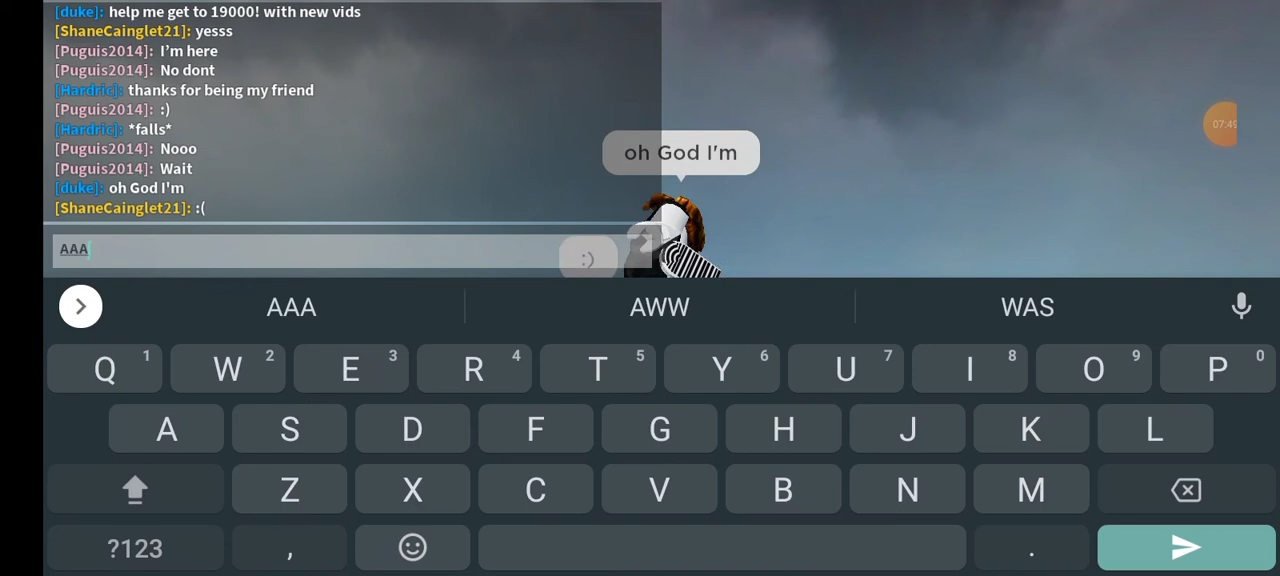 [duke]: help me get to 19000! with new vids
[ShaneCainglet21]: yesss
[Puguis2014]: I'm here
[Puguis2014]: No dont
[Hardric]: thanks for being my friend
[Puguis2014]: :)
[Hardric]: *falls*
[Puguis2014]: Nooo
[Puguis2014]: Wait
[duke]: oh God I'm
[ShaneCainglet21]: :(
oh God I'm
07:49
AAA
:)
AAA AWW WAS
Q 1 W 2 E 3 R 4 T 5 Y 6 U 7 I 8 O 9 P 0
A S D F G H J K L
Z X C V B N M
?123 , .